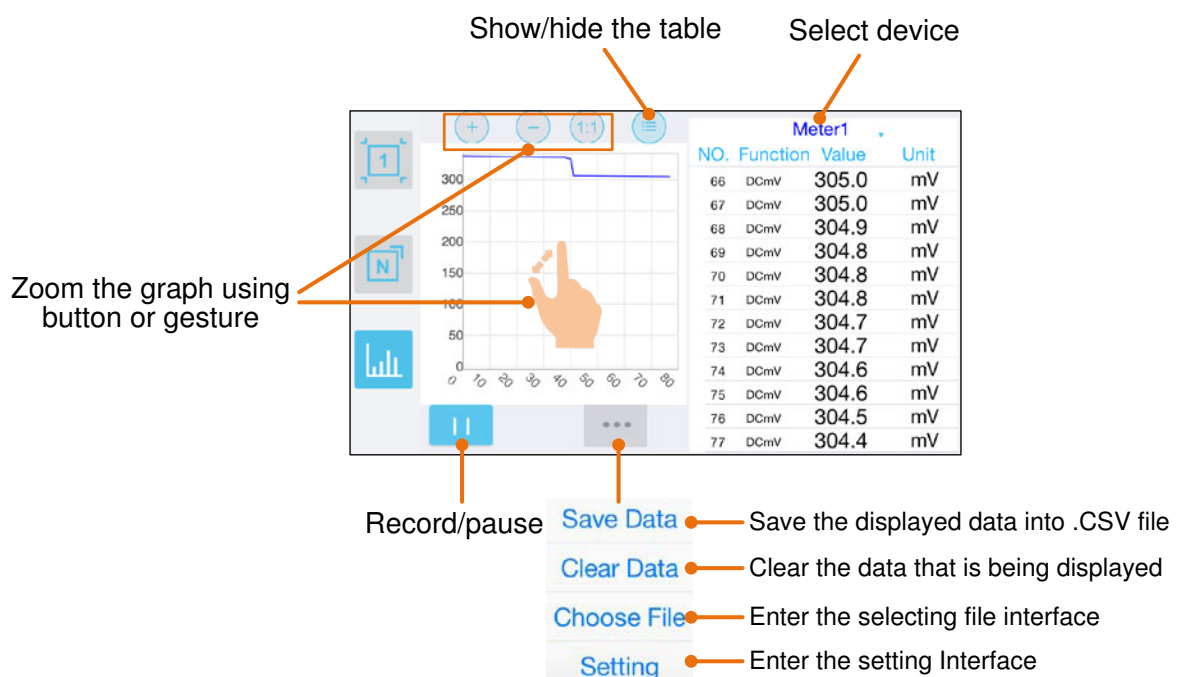 Show/hide the table
Select device
+ − 1:1
Meter1
NO. Function Value Unit
66 DCmV 305.0 mV
67 DCmV 305.0 mV
68 DCmV 304.9 mV
69 DCmV 304.8 mV
70 DCmV 304.8 mV
71 DCmV 304.8 mV
72 DCmV 304.7 mV
73 DCmV 304.7 mV
74 DCmV 304.6 mV
75 DCmV 304.6 mV
76 DCmV 304.5 mV
77 DCmV 304.4 mV
1
N
300
250
200
150
100
50
0
0 10 20 30 40 50 60 70 80
Zoom the graph using
button or gesture
Record/pause
Save Data
Save the displayed data into .CSV file
Clear Data
Clear the data that is being displayed
Choose File
Enter the selecting file interface
Setting
Enter the setting Interface